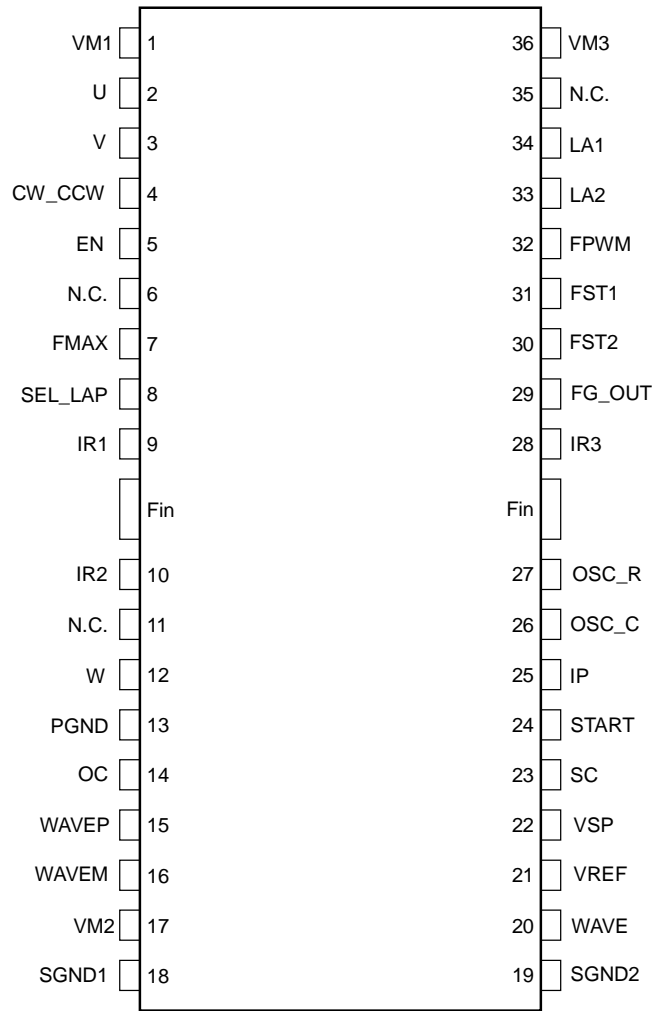 VM1 1 36 VM3
U 2 35 N.C.
V 3 34 LA1
CW_CCW 4 33 LA2
EN 5 32 FPWM
N.C. 6 31 FST1
FMAX 7 30 FST2
SEL_LAP 8 29 FG_OUT
IR1 9 28 IR3
Fin Fin
IR2 10 27 OSC_R
N.C. 11 26 OSC_C
W 12 25 IP
PGND 13 24 START
OC 14 23 SC
WAVEP 15 22 VSP
WAVEM 16 21 VREF
VM2 17 20 WAVE
SGND1 18 19 SGND2